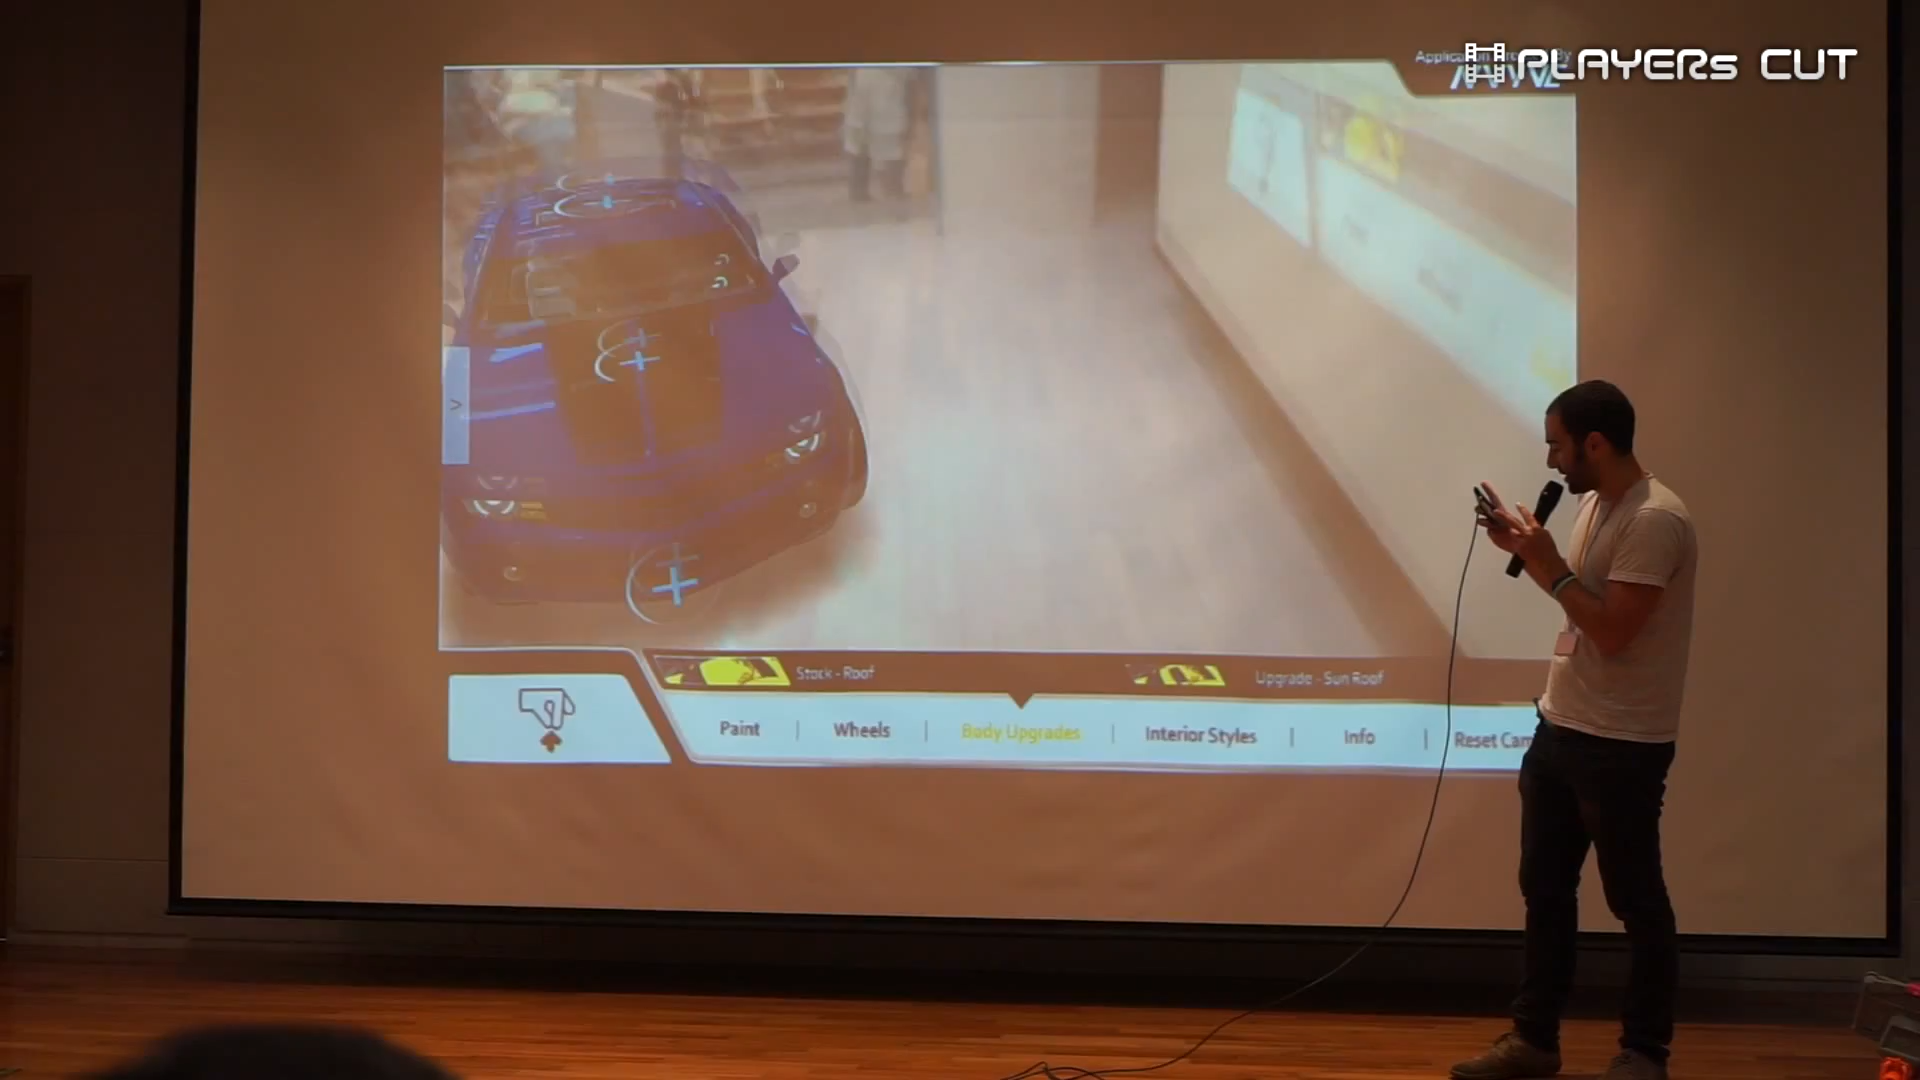 PLAYERs CUT
>
Stock - Roof
Upgrade - Sun Roof
Paint | Wheels | Body Upgrades | Interior Styles | Info | Reset Cam